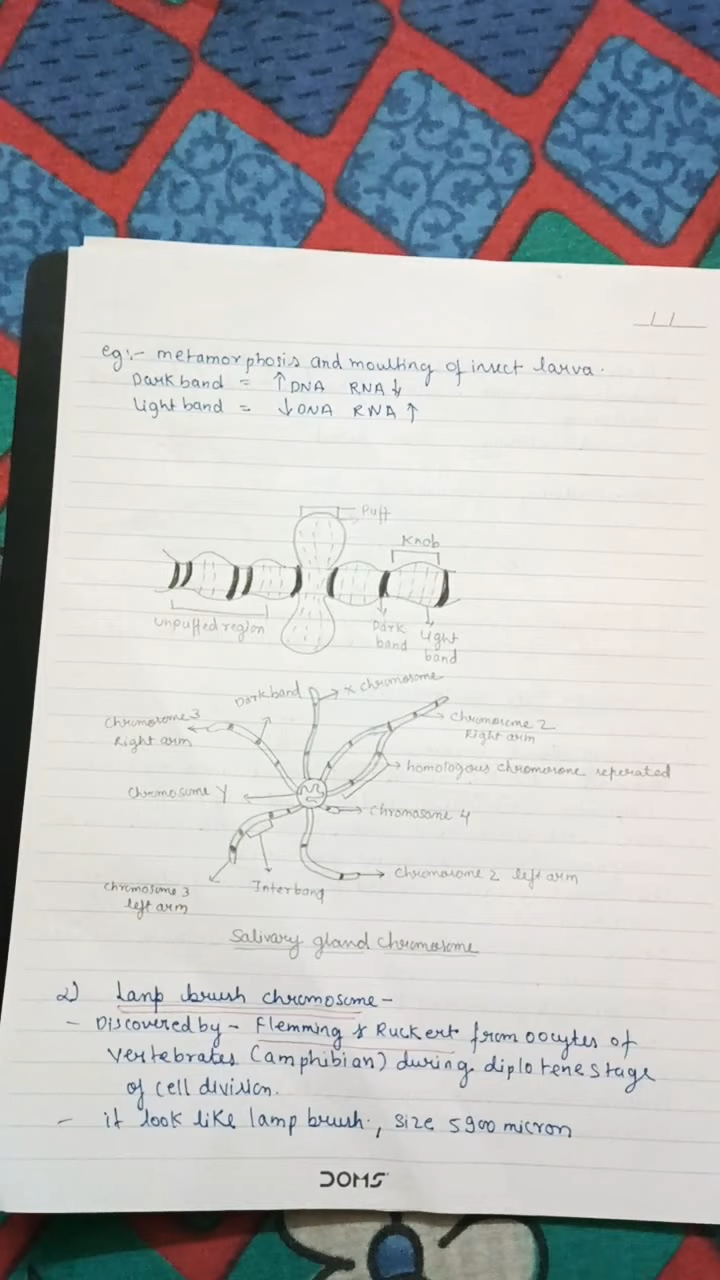 eg:- metamorphosis and moulting of insect larva.
Dark band = ↑ DNA RNA ↓
Light band = ↓ DNA RNA ↑
Puff
Knob
Unpuffed region
Dark band
Light band
Dark band
x chromosome
Chromosome 3
Right arm
Chromosome 2
Right arm
homologous chromosome seperated
Chromosome Y
Chromosome 4
Chromosome 2 left arm
Chromosome 3
left arm
Interband
Salivary gland Chromosome
2) Lamp brush chromosome -
- Discovered by - Flemming & Ruckert from oocytes of
vertebrates (amphibian) during diplotene stage
of cell division.
- it look like lamp brush, size 5900 micron
DOMS